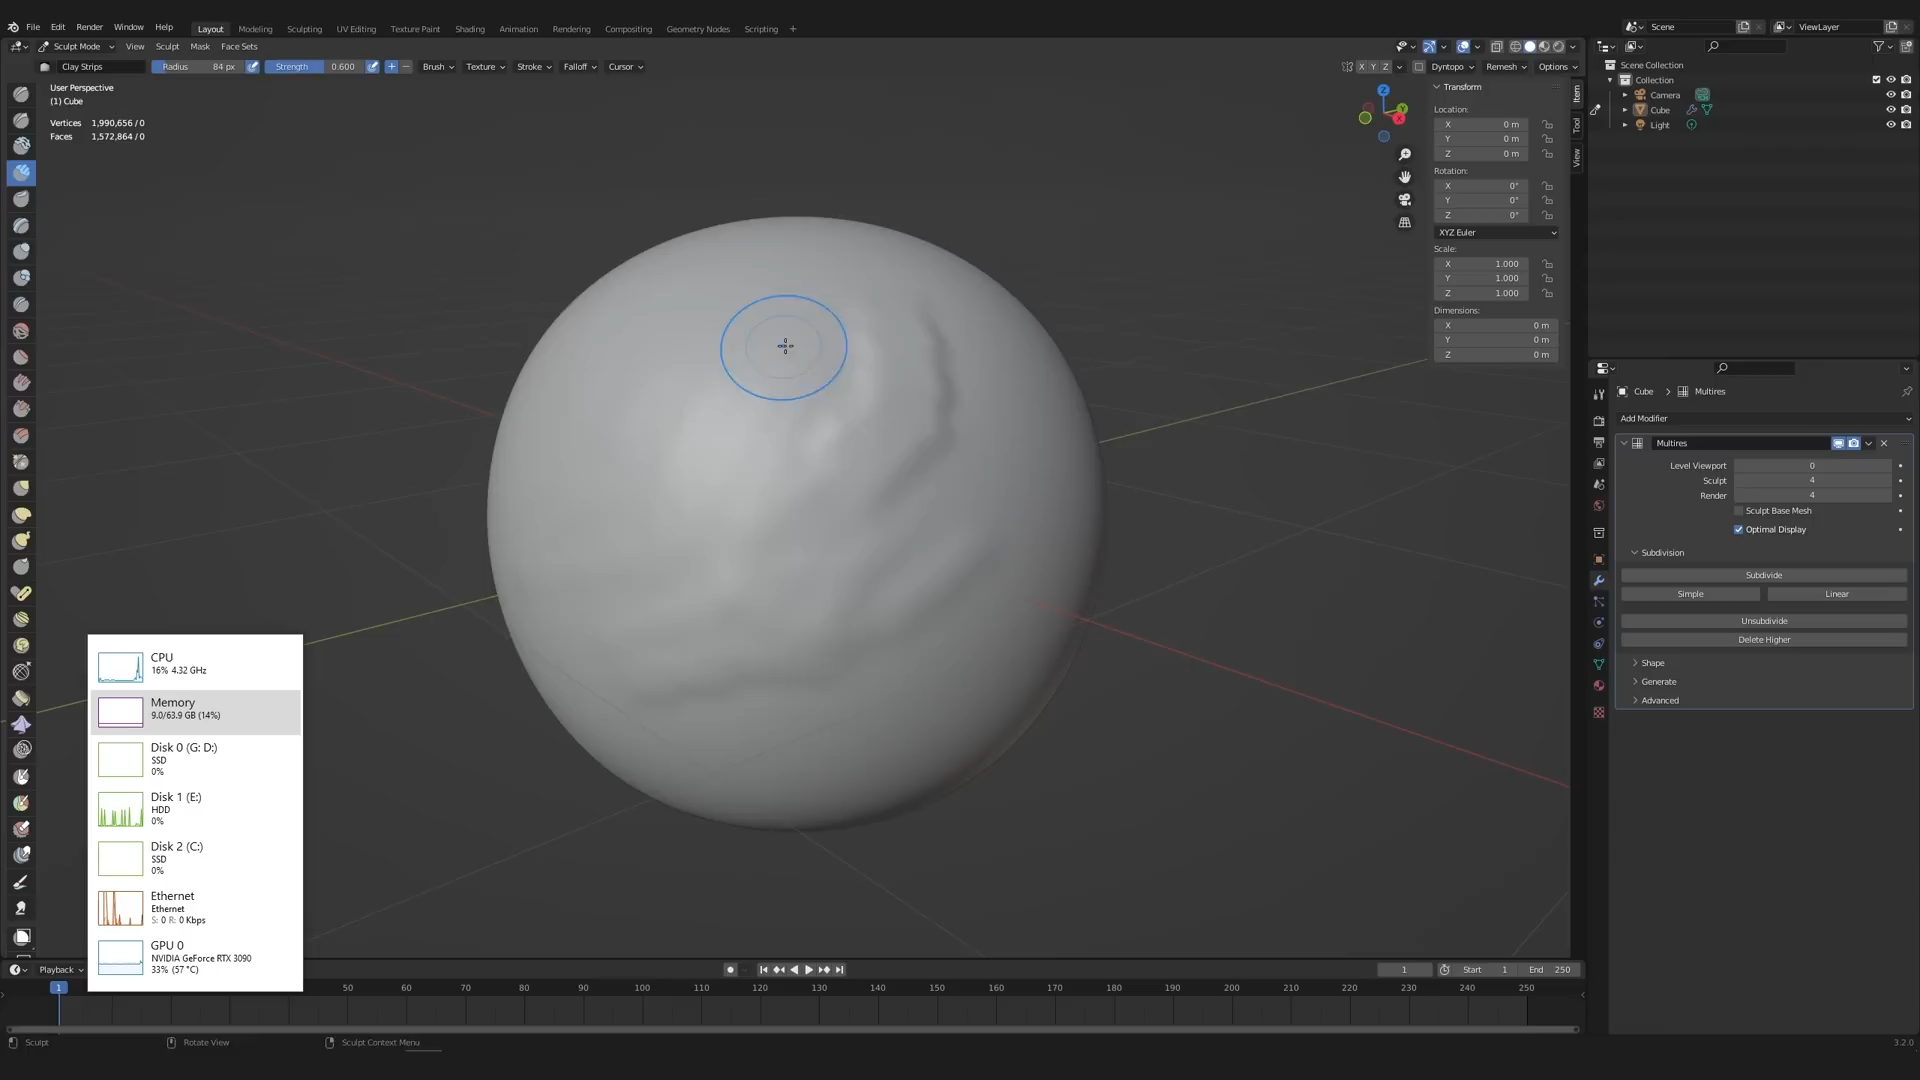 File Edit Render Window Help Layout Modeling Sculpting UV Editing Texture Paint Shading Animation Rendering Compositing Geometry Nodes Scripting + Scene ViewLayer
Sculpt Mode View Sculpt Mask Face Sets
Clay Strips Radius 84 px Strength 0.600 Brush Texture Stroke Falloff Cursor X Y Z Dyntopo Remesh Options
User Perspective
(1) Cube
Vertices 1,990,656 / 0
Faces 1,572,864 / 0
Z
Y
X
Transform
Location:
X 0 m
Y 0 m
Z 0 m
Rotation:
X 0°
Y 0°
Z 0°
XYZ Euler
Scale:
X 1.000
Y 1.000
Z 1.000
Dimensions:
X 0 m
Y 0 m
Z 0 m
Item
Tool
View
Scene Collection
Collection
Camera
Cube
Light
Cube > Multires
Add Modifier
Multires
Level Viewport 0
Sculpt 4
Render 4
Sculpt Base Mesh
Optimal Display
Subdivision
Subdivide
Simple Linear
Unsubdivide
Delete Higher
Shape
Generate
Advanced
CPU
16% 4.32 GHz
Memory
9.0/63.9 GB (14%)
Disk 0 (G: D:)
SSD
0%
Disk 1 (E:)
HDD
0%
Disk 2 (C:)
SSD
0%
Ethernet
Ethernet
S: 0 R: 0 Kbps
GPU 0
NVIDIA GeForce RTX 3090
33% (57 °C)
Playback 1 Start 1 End 250
1 50 60 70 80 90 100 110 120 130 140 150 160 170 180 190 200 210 220 230 240 250
Sculpt Rotate View Sculpt Context Menu 3.2.0